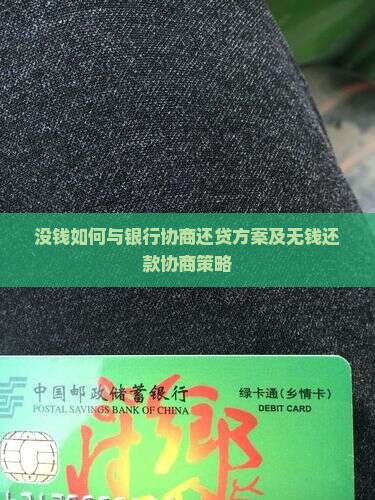 没钱如何与银行协商还贷方案及无钱还
款协商策略
中国邮政储蓄银行
POSTAL SAVINGS BANK OF CHINA
绿卡通(乡情卡)
DEBIT CARD
乡